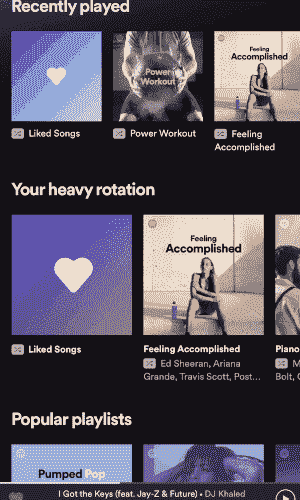 Recently played
Power
Workout
Feeling
Accomplished
Liked Songs
Power Workout
Feeling
Accomplished
Your heavy rotation
Feeling
Accomplished
Liked Songs
Feeling Accomplished
Piano
Ed Sheeran, Ariana
Grande, Travis Scott, Post...
M
Bolt, C
Popular playlists
Pumped Pop
I Got the Keys (feat. Jay-Z & Future) • DJ Khaled